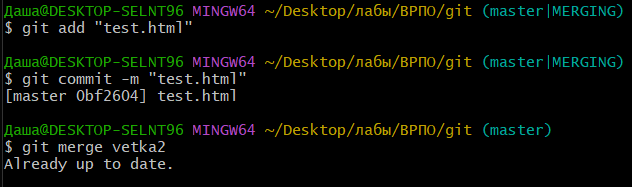 Даша@DESKTOP-SELNT96 MINGW64 ~/Desktop/лабы/ВРПО/git (master|MERGING)
$ git add "test.html"
Даша@DESKTOP-SELNT96 MINGW64 ~/Desktop/лабы/ВРПО/git (master|MERGING)
$ git commit -m "test.html"
[master 0bf2604] test.html
Даша@DESKTOP-SELNT96 MINGW64 ~/Desktop/лабы/ВРПО/git (master)
$ git merge vetka2
Already up to date.